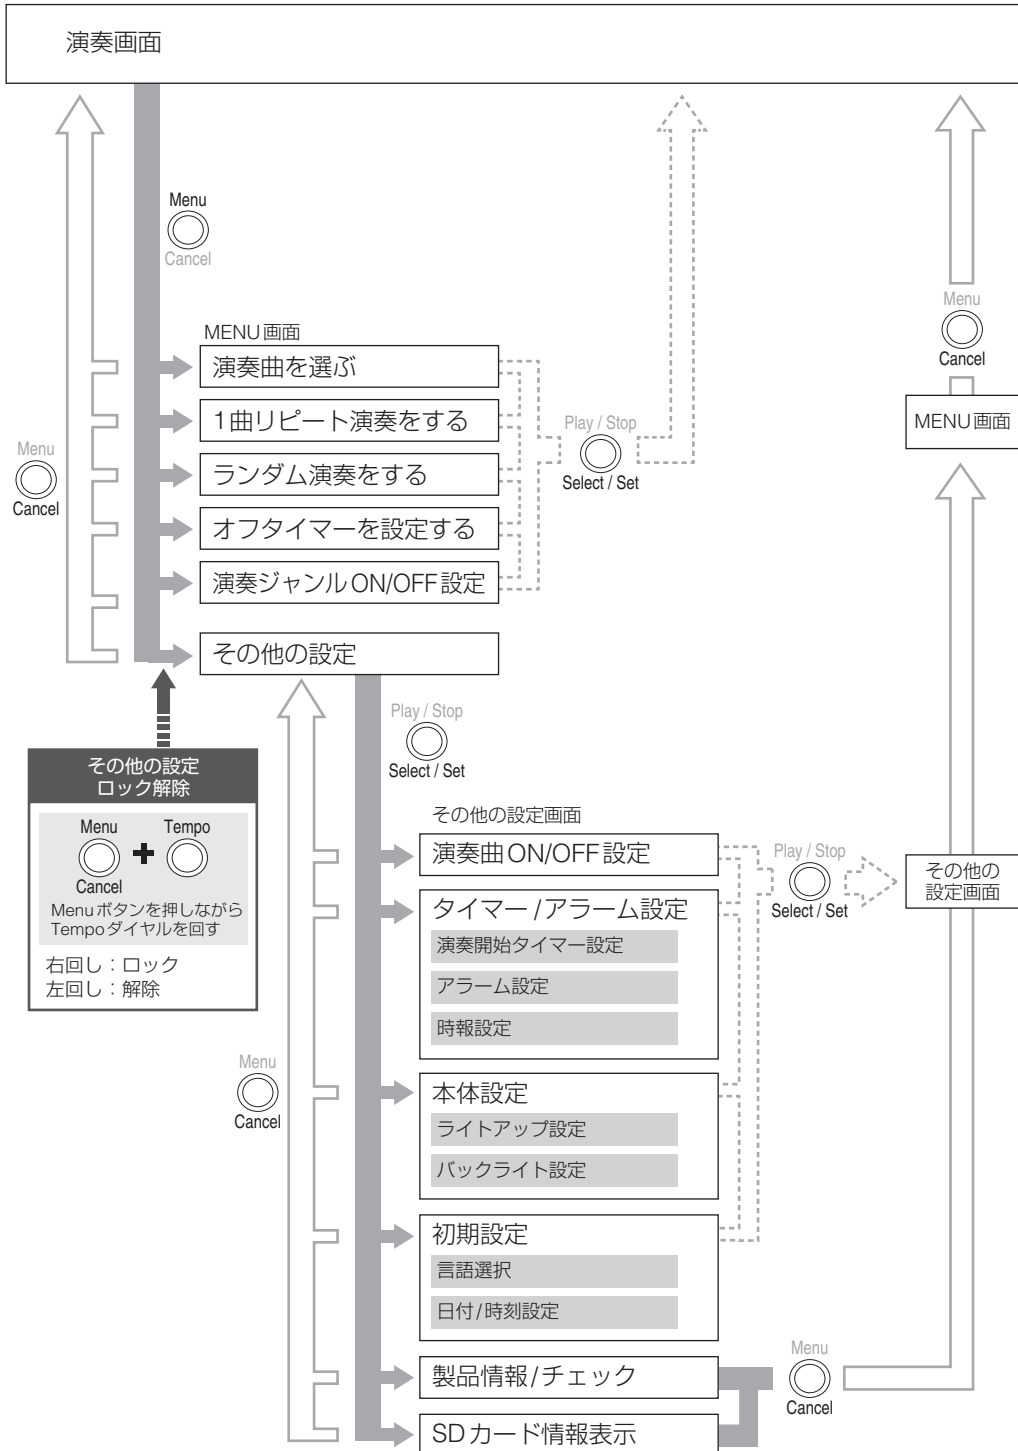 演奏画面
Menu
Cancel
MENU画面
演奏曲を選ぶ
1曲リピート演奏をする
ランダム演奏をする
オフタイマーを設定する
演奏ジャンルON/OFF設定
その他の設定
Menu
Cancel
Play / Stop
Select / Set
Menu
Cancel
MENU画面
その他の設定
ロック解除
Menu
Cancel
+
Tempo
Menuボタンを押しながら
Tempoダイヤルを回す
右回し：ロック
左回し：解除
Play / Stop
Select / Set
その他の設定画面
演奏曲ON/OFF設定
タイマー/アラーム設定
演奏開始タイマー設定
アラーム設定
時報設定
本体設定
ライトアップ設定
バックライト設定
初期設定
言語選択
日付/時刻設定
製品情報/チェック
SDカード情報表示
Menu
Cancel
Play / Stop
Select / Set
その他の
設定画面
Menu
Cancel